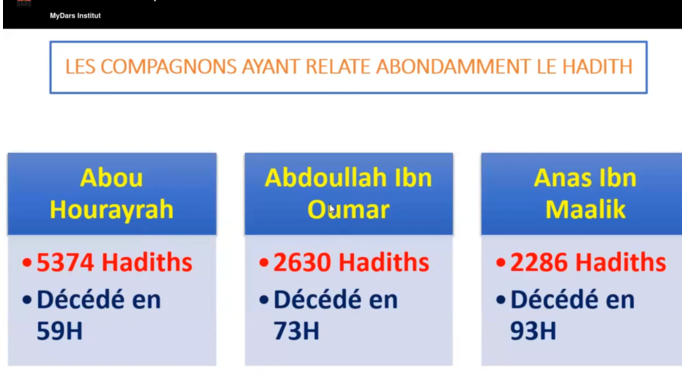 MyDars Institut
LES COMPAGNONS AYANT RELATE ABONDAMMENT LE HADITH
Abou
Hourayrah
•5374 Hadiths
•Décédé en
59H
Abdoullah Ibn
Oumar
•2630 Hadiths
•Décédé en
73H
Anas Ibn
Maalik
•2286 Hadiths
•Décédé en
93H